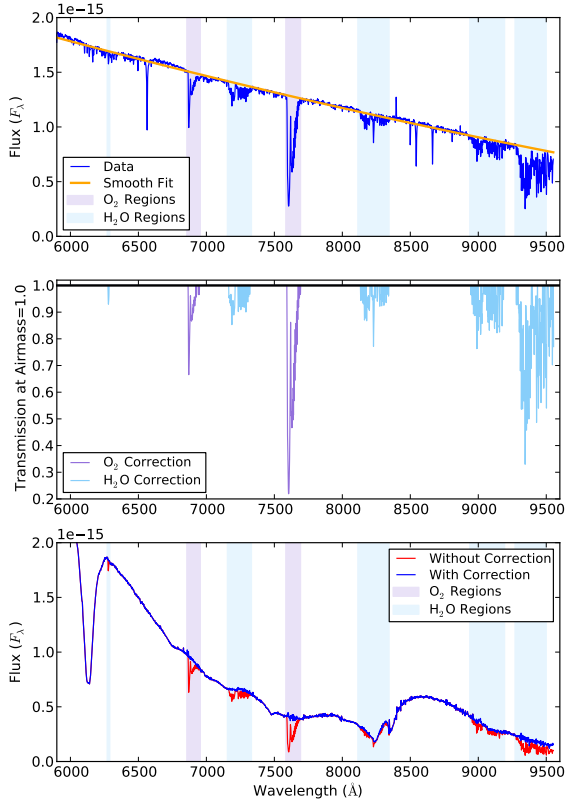 1e−15
2.0
1.5
1.0
0.5
0.0
Flux (Fλ)
Data
Smooth Fit
O₂ Regions
H₂O Regions
6000 6500 7000 7500 8000 8500 9000 9500
1.0
0.9
0.8
0.7
0.6
0.5
0.4
0.3
0.2
Transmission at Airmass=1.0
O₂ Correction
H₂O Correction
6000 6500 7000 7500 8000 8500 9000 9500
1e−15
2.0
1.5
1.0
0.5
0.0
Flux (Fλ)
Without Correction
With Correction
O₂ Regions
H₂O Regions
6000 6500 7000 7500 8000 8500 9000 9500
Wavelength (Å)